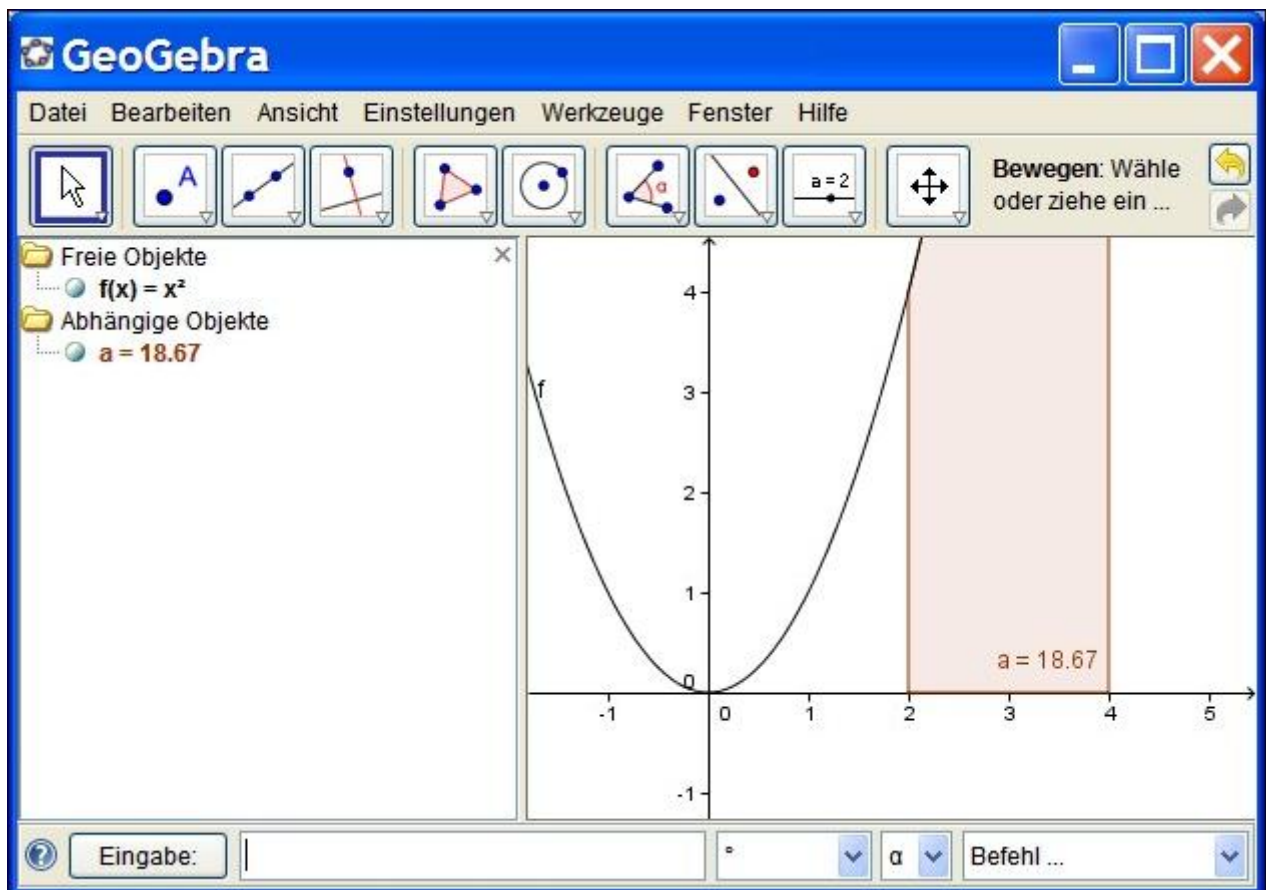 GeoGebra
Datei Bearbeiten Ansicht Einstellungen Werkzeuge Fenster Hilfe
A
α
a = 2
Bewegen: Wähle
oder ziehe ein ...
Freie Objekte
f(x) = x²
Abhängige Objekte
a = 18.67
4
f
3
2
1
a = 18.67
0
-1 0 1 2 3 4 5
-1
Eingabe: ° α Befehl ...